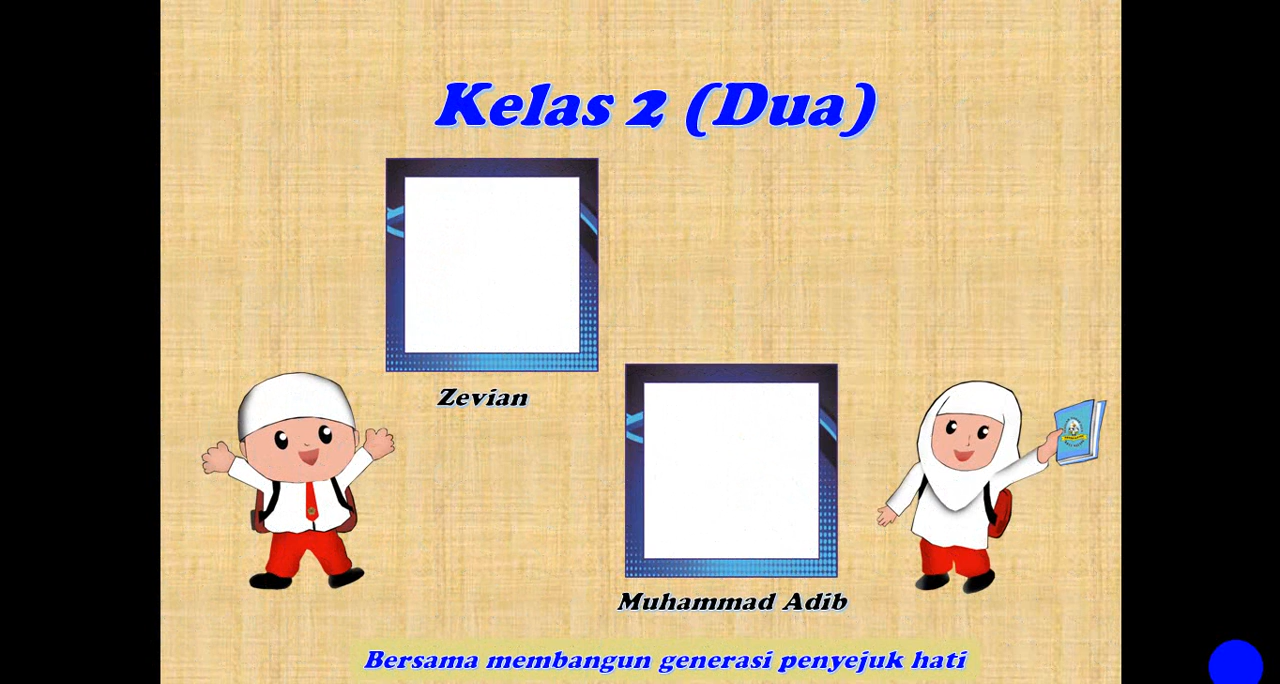 Kelas 2 (Dua)
Zevian
Muhammad Adib
Bersama membangun generasi penyejuk hati